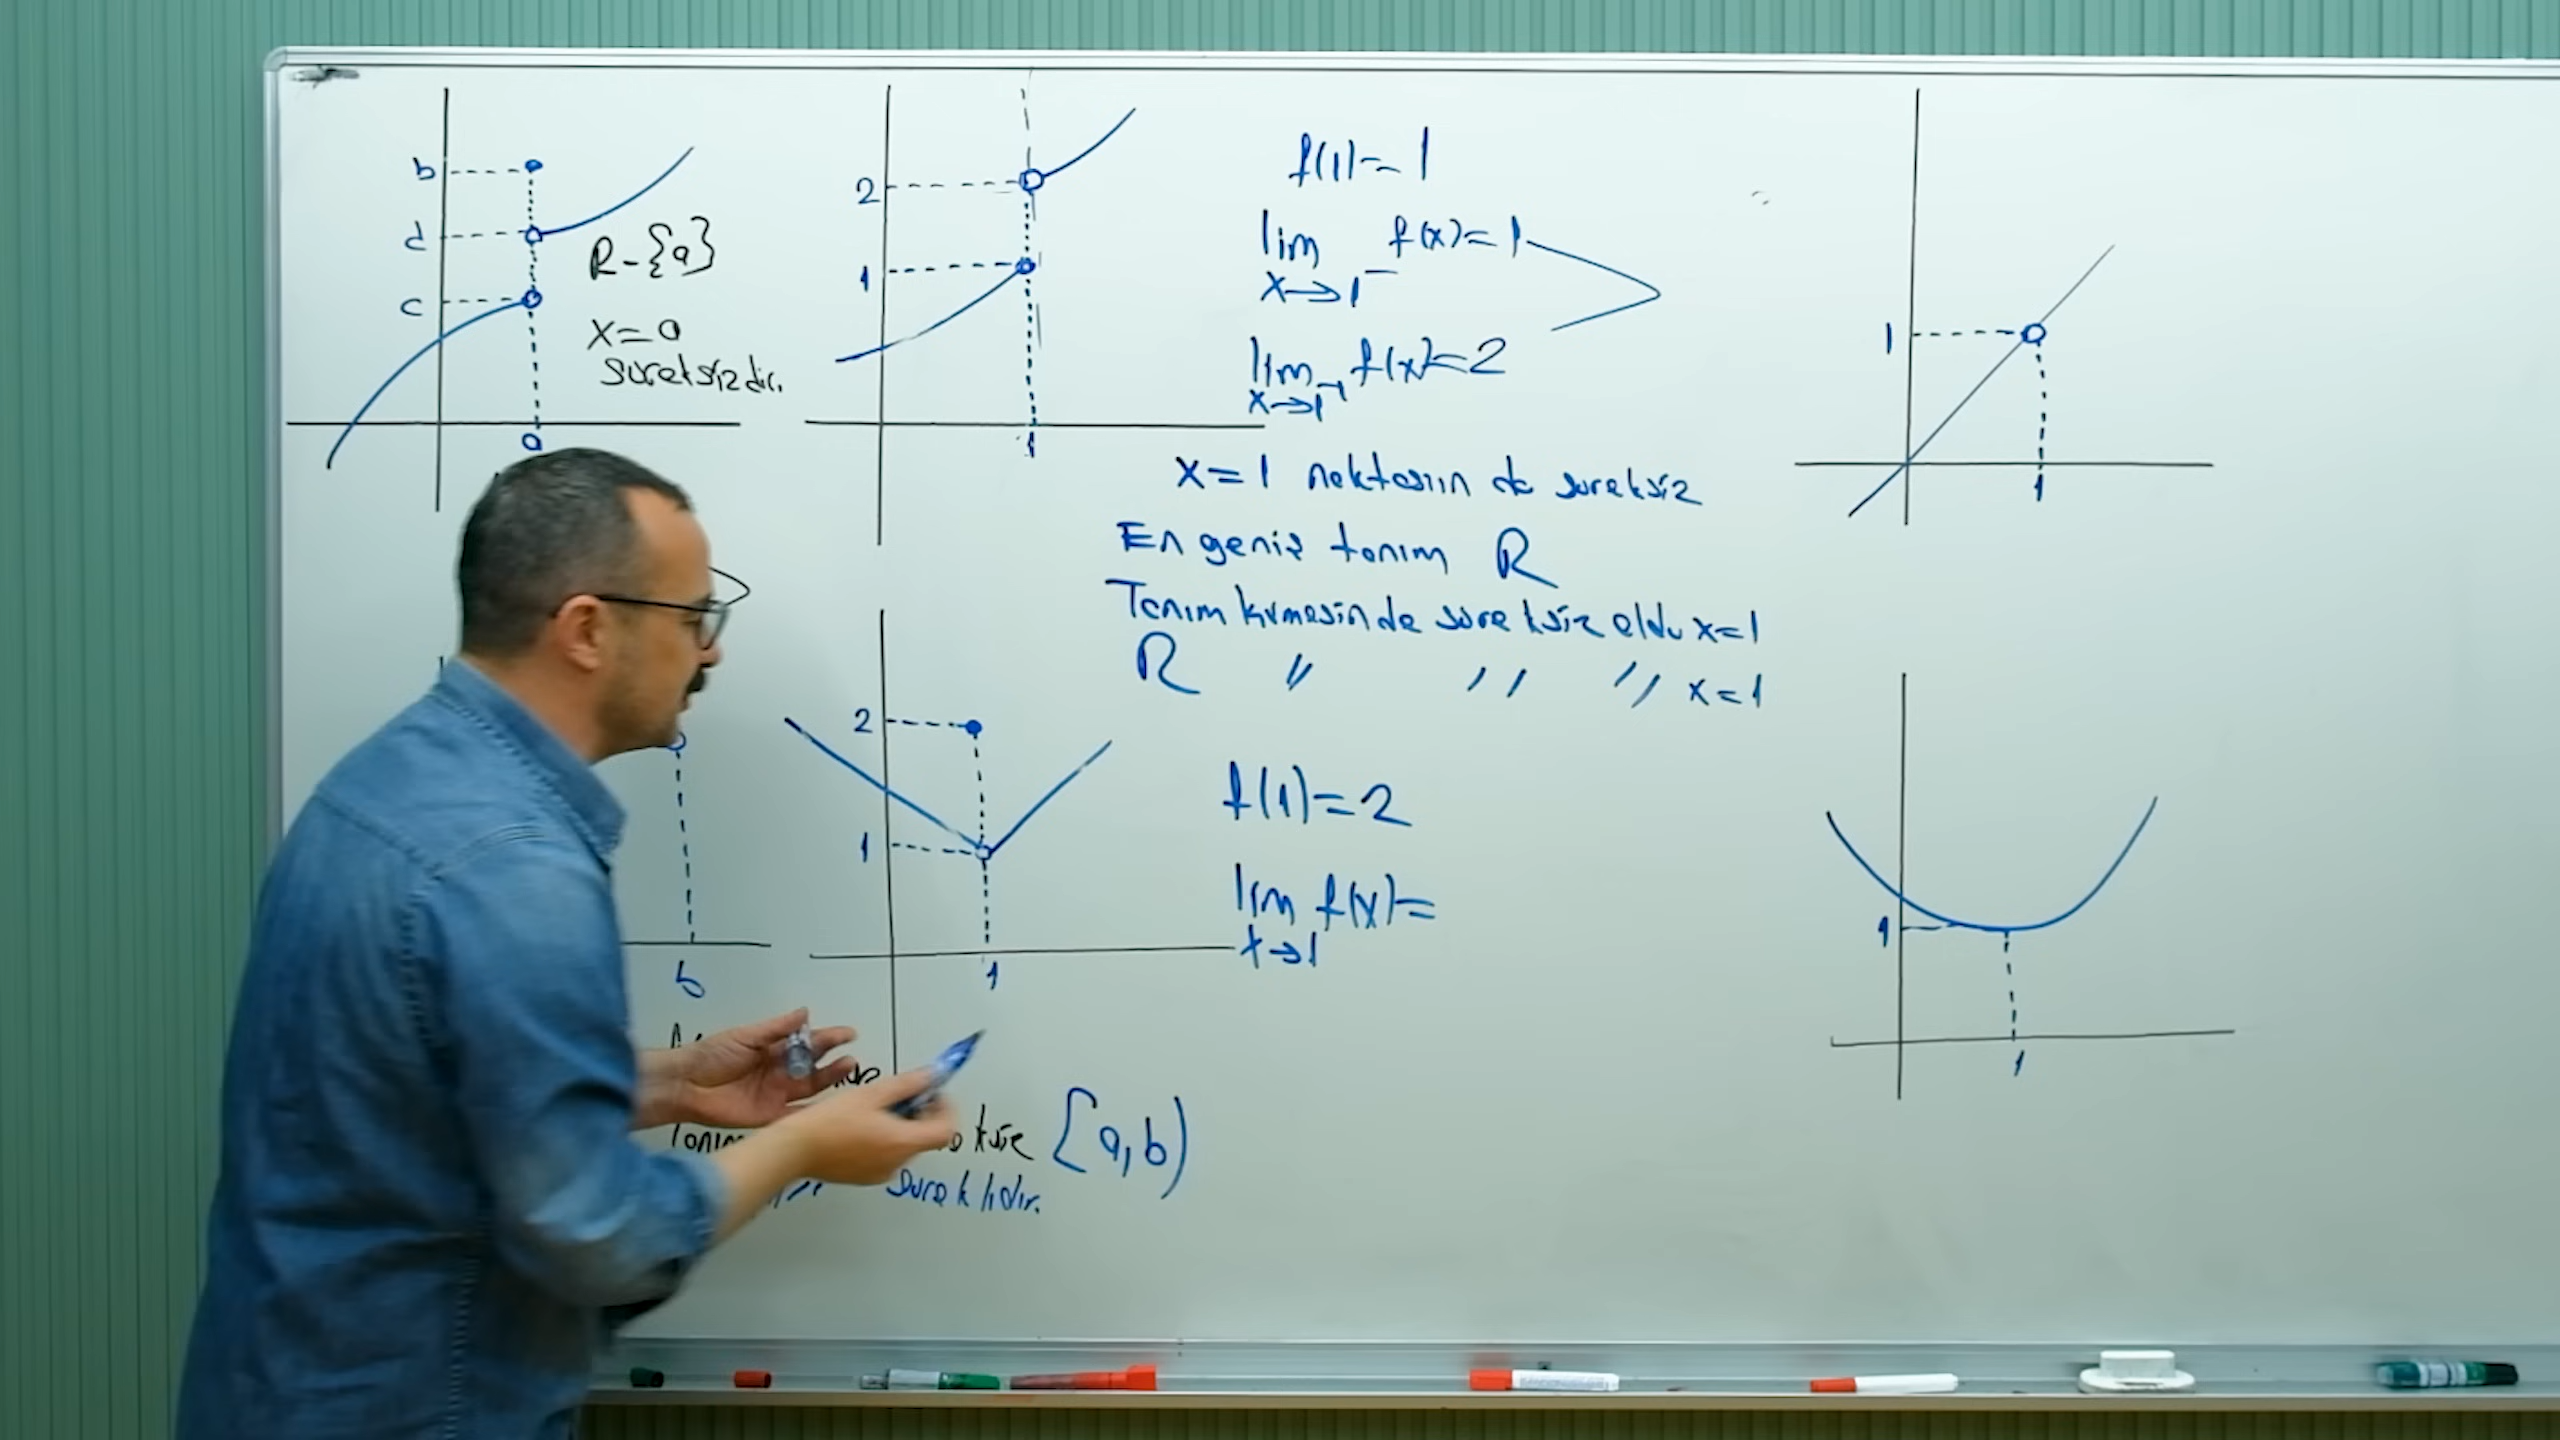 b
d
c
R-{a}
x=a
süreksizdir.
a
2
1
1
f(1)=1
lim f(x)=1
x→1⁻
lim f(x)=2
x→1⁺
x=1 noktasında süreksiz
En geniş tanım R
Tanım kümesinde süreksiz oldu x=1
R " " " x=1
1
1
2
1
1
f(1)=2
lim f(x)=
x→1
b
[a,b)
" süreklidir.
1
1